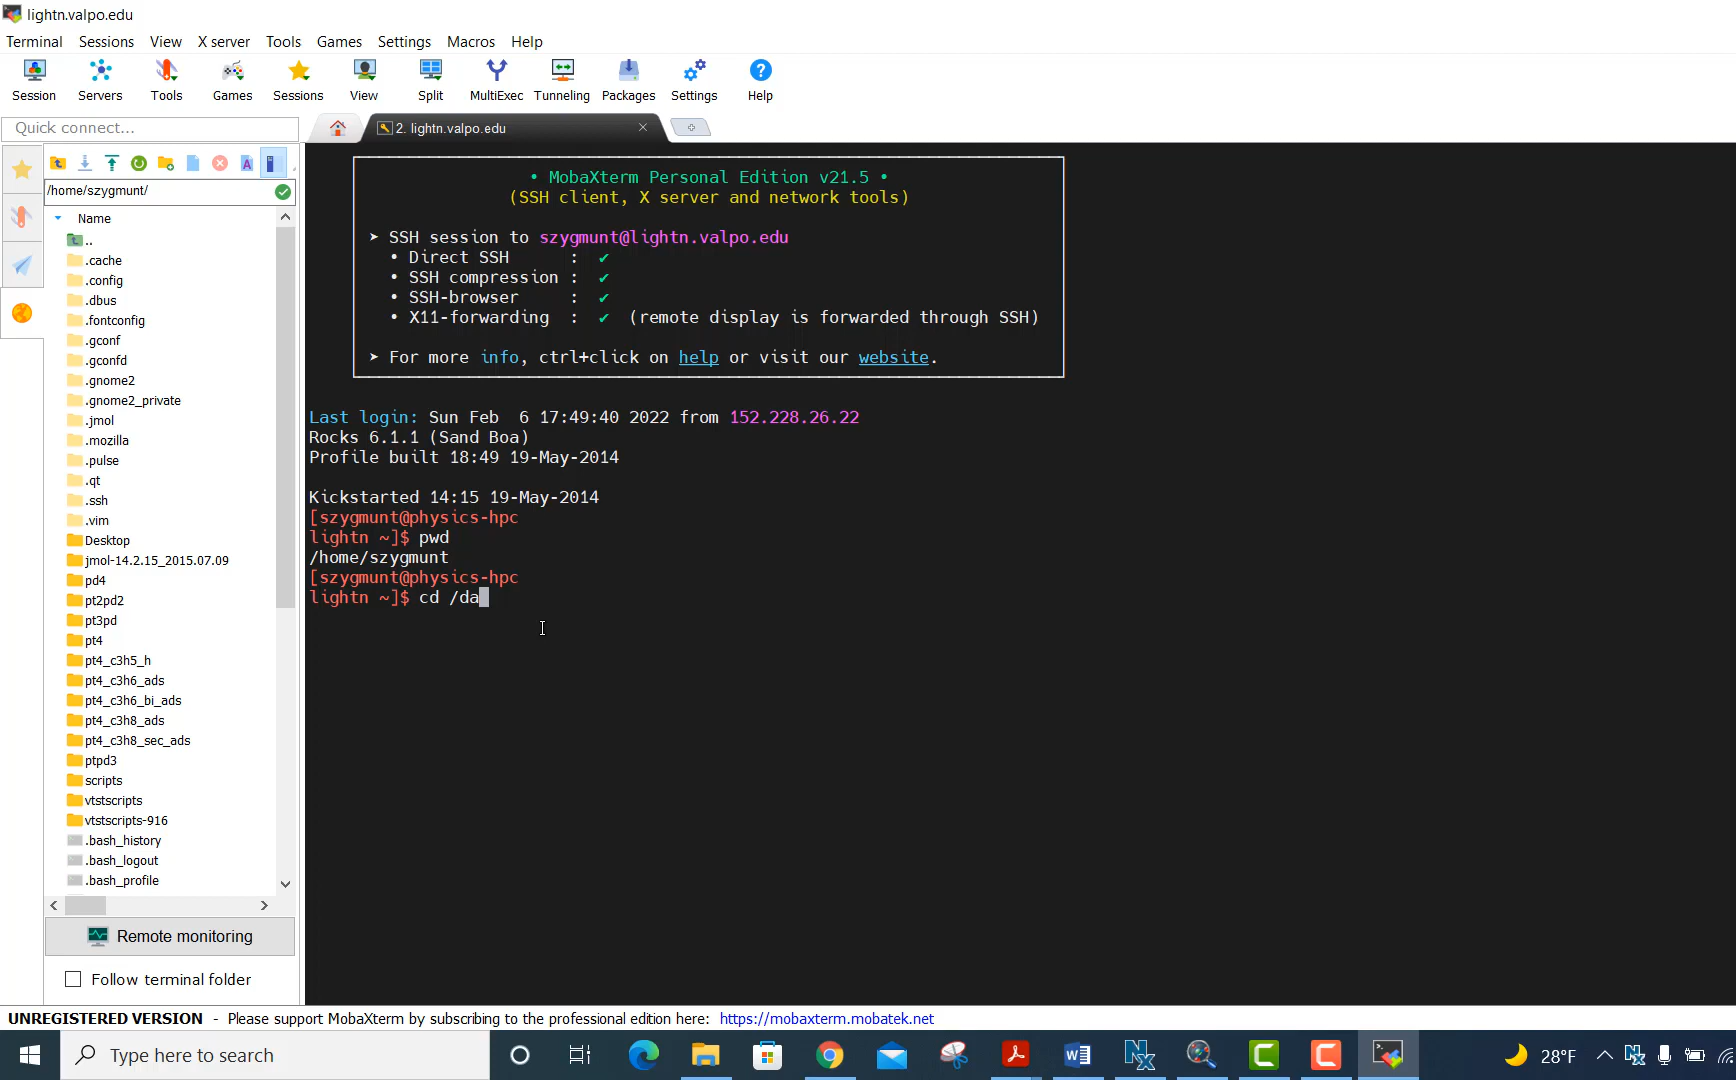 lightn.valpo.edu
Terminal Sessions View X server Tools Games Settings Macros Help
Session Servers Tools Games Sessions View Split MultiExec Tunneling Packages Settings Help
Quick connect...
2. lightn.valpo.edu
/home/szygmunt/
Name
..
.cache
.config
.dbus
.fontconfig
.gconf
.gconfd
.gnome2
.gnome2_private
.jmol
.mozilla
.pulse
.qt
.ssh
.vim
Desktop
jmol-14.2.15_2015.07.09
pd4
pt2pd2
pt3pd
pt4
pt4_c3h5_h
pt4_c3h6_ads
pt4_c3h6_bi_ads
pt4_c3h8_ads
pt4_c3h8_sec_ads
ptpd3
scripts
vtstscripts
vtstscripts-916
.bash_history
.bash_logout
.bash_profile
Remote monitoring
Follow terminal folder
• MobaXterm Personal Edition v21.5 •
(SSH client, X server and network tools)
➤ SSH session to szygmunt@lightn.valpo.edu
• Direct SSH : ✔
• SSH compression : ✔
• SSH-browser : ✔
• X11-forwarding : ✔ (remote display is forwarded through SSH)
➤ For more info, ctrl+click on help or visit our website.
Last login: Sun Feb 6 17:49:40 2022 from 152.228.26.22
Rocks 6.1.1 (Sand Boa)
Profile built 18:49 19-May-2014
Kickstarted 14:15 19-May-2014
[szygmunt@physics-hpc
lightn ~]$ pwd
/home/szygmunt
[szygmunt@physics-hpc
lightn ~]$ cd /da
UNREGISTERED VERSION - Please support MobaXterm by subscribing to the professional edition here: https://mobaxterm.mobatek.net
Type here to search
28°F